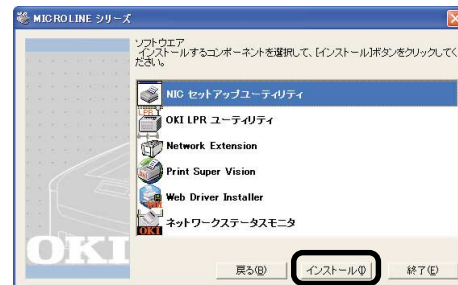 MICROLINE シリーズ
ソフトウエア
インストールするコンポーネントを選択して、[インストール]ボタンをクリックしてく
ださい。
NIC セットアップユーティリティ
LPR
OKI LPR ユーティリティ
Network Extension
Print Super Vision
Web Driver Installer
OKI
ネットワークステータスモニタ
OKI
戻る(B)
インストール(I)
終了(E)